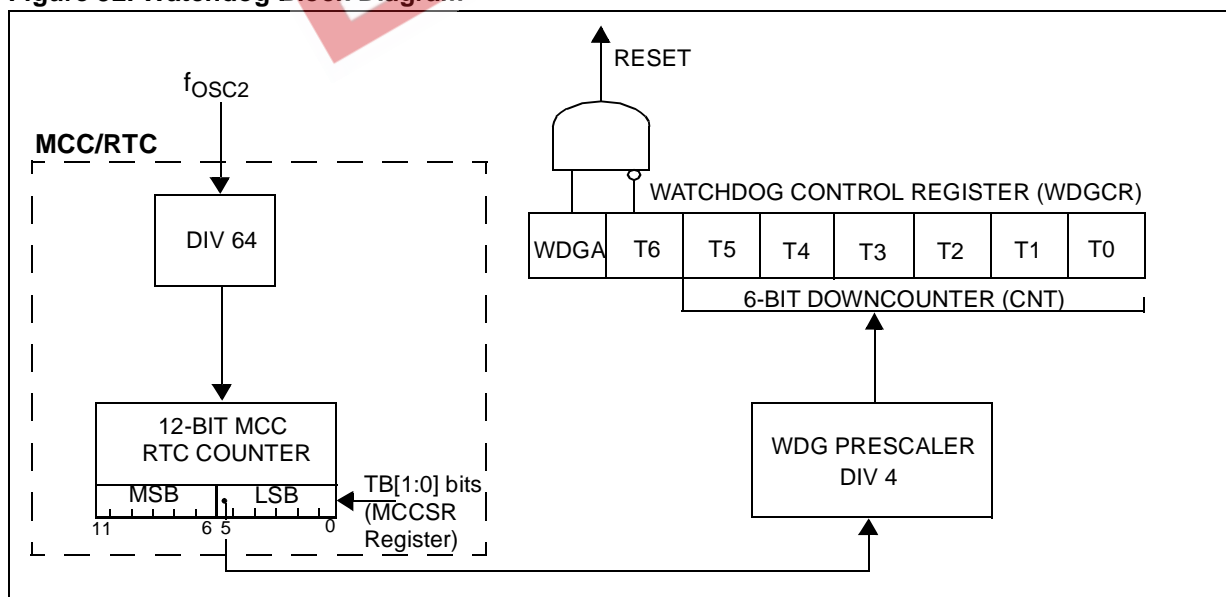 fOSC2
MCC/RTC
DIV 64
12-BIT MCC
RTC COUNTER
MSB LSB
11 6 5 0
TB[1:0] bits
(MCCSR
Register)
RESET
WATCHDOG CONTROL REGISTER (WDGCR)
WDGA T6 T5 T4 T3 T2 T1 T0
6-BIT DOWNCOUNTER (CNT)
WDG PRESCALER
DIV 4